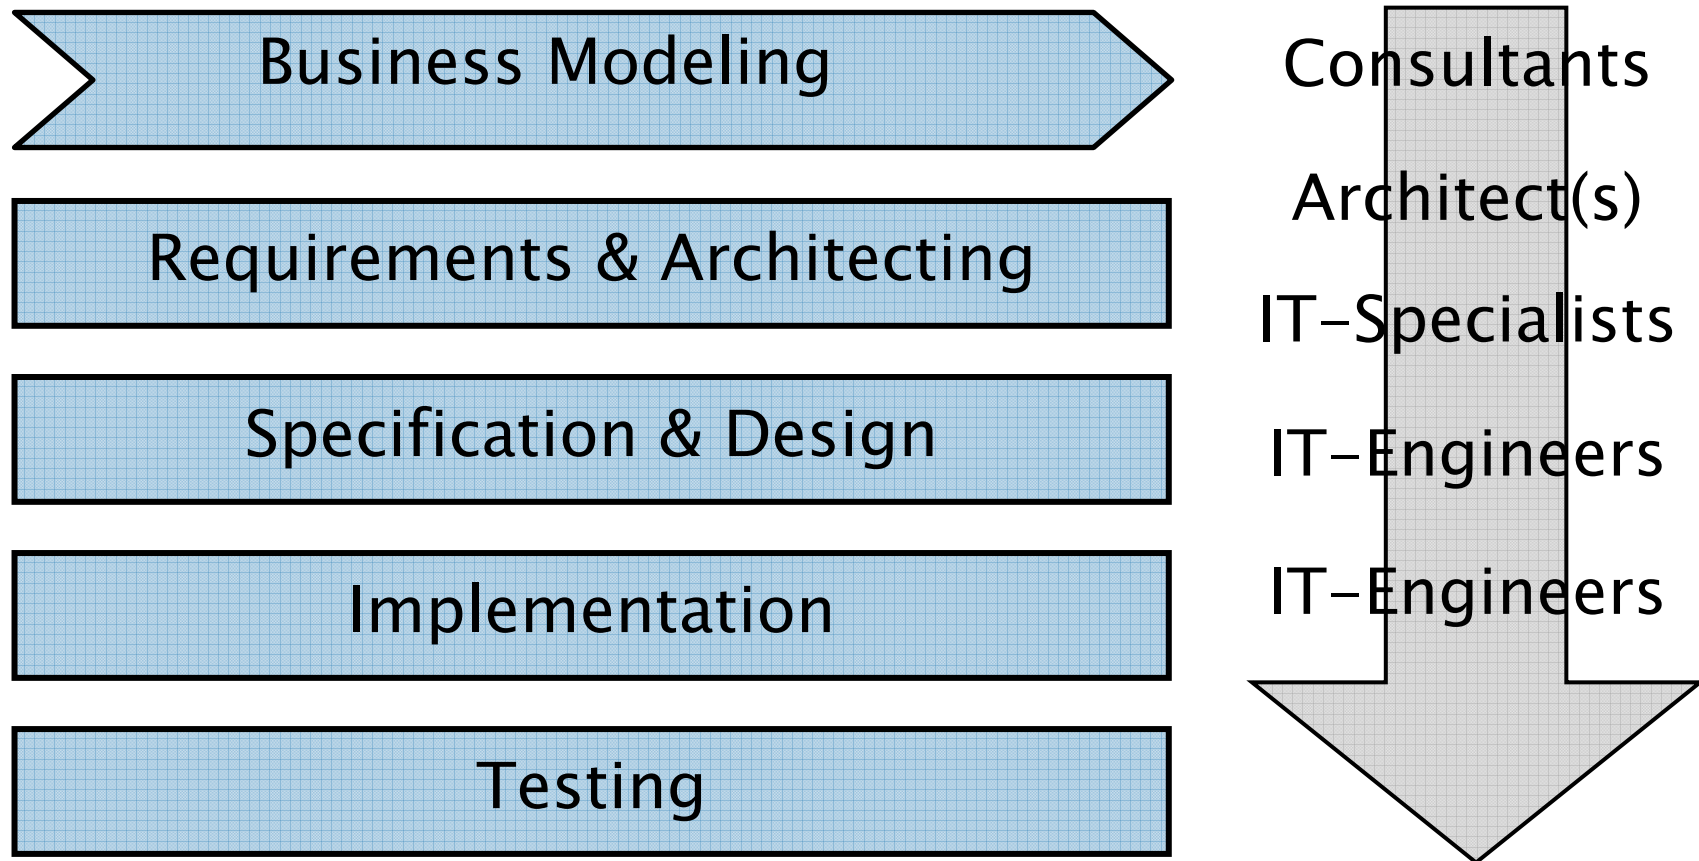 Business Modeling
Consultants
Requirements & Architecting
Architect(s)
Specification & Design
IT-Specialists
Implementation
IT-Engineers
Testing
IT-Engineers